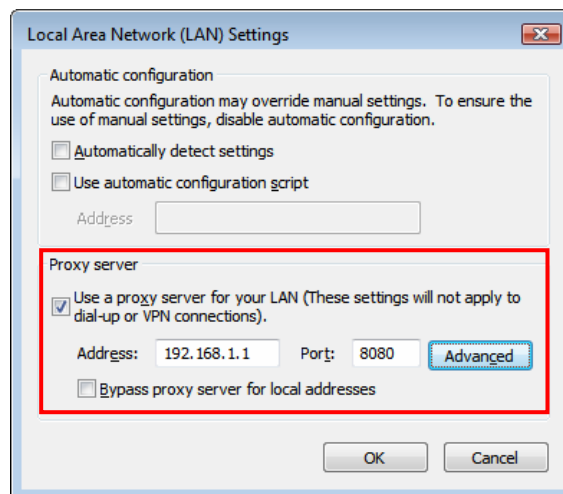 Local Area Network (LAN) Settings
Automatic configuration
Automatic configuration may override manual settings. To ensure the
use of manual settings, disable automatic configuration.
Automatically detect settings
Use automatic configuration script
Address
Proxy server
Use a proxy server for your LAN (These settings will not apply to
dial-up or VPN connections).
Address: 192.168.1.1 Port: 8080 Advanced
Bypass proxy server for local addresses
OK Cancel